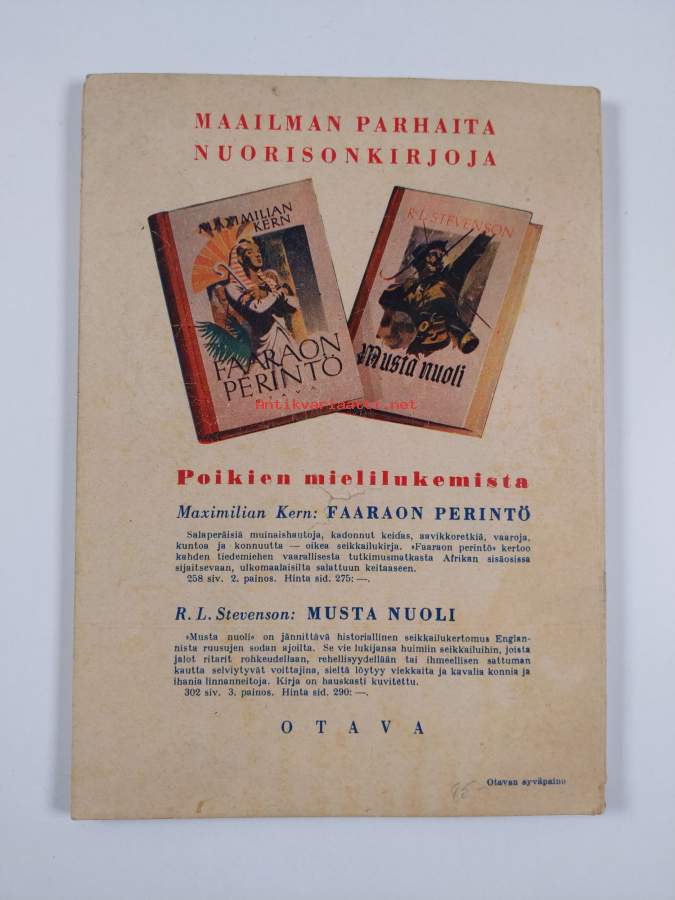 MAAILMAN PARHAITA
NUORISONKIRJOJA
MAXIMILIAN
KERN
FAARAON
PERINTÖ
OTAVA
R.L. STEVENSON
Musta nuoli
Antikvariaatti.net
Poikien mielilukemista
Maximilian Kern: FAARAON PERINTÖ
Salaperäisiä muinaishautoja, kadonnut keidas, aavikkoretkiä, vaaroja,
kuntoa ja konnuutta — oikea seikkailukirja. »Faaraon perintö» kertoo
kahden tiedemiehen vaarallisesta tutkimusmatkasta Afrikan sisäosissa
sijaitsevaan, ulkomaalaisilta salattuun keitaaseen.
258 siv. 2. painos. Hinta sid. 275:—.
R. L. Stevenson: MUSTA NUOLI
»Musta nuoli» on jännittävä historiallinen seikkailukertomus Englan-
nista ruusujen sodan ajoilta. Se vie lukijansa huimiin seikkailuihin, joista
jalot ritarit rohkeudellaan, rehellisyydellään tai ihmeellisen sattuman
kautta selviytyvät voittajina, sieltä löytyy viekkaita ja kavalia konnia ja
ihania linnanneitoja. Kirja on hauskasti kuvitettu.
302 siv. 3. painos. Hinta sid. 290:—.
OTAVA
95
Otavan syväpaino